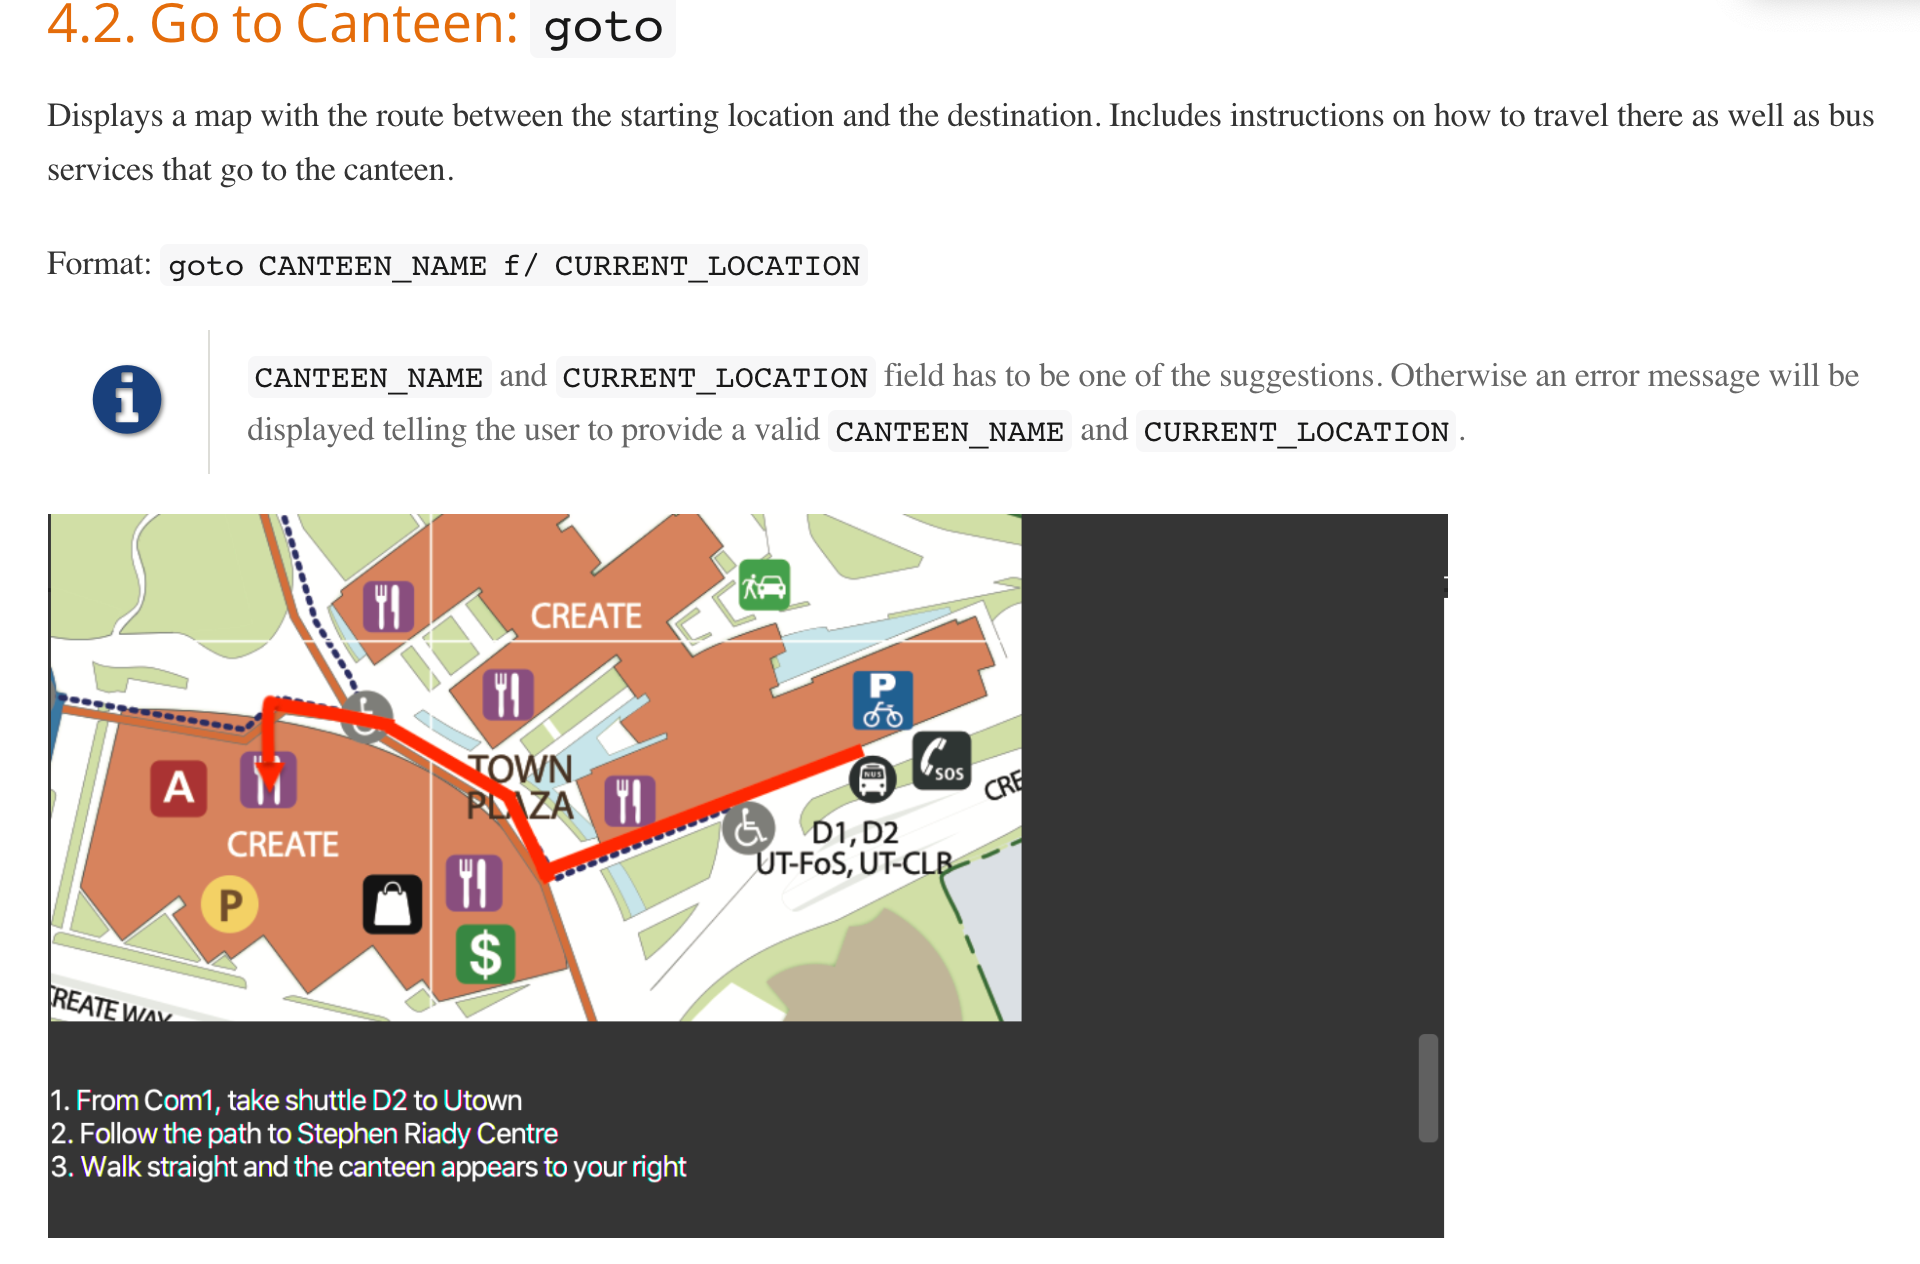 4.2. Go to Canteen: goto
Displays a map with the route between the starting location and the destination. Includes instructions on how to travel there as well as bus
services that go to the canteen.
Format: goto CANTEEN_NAME f/ CURRENT_LOCATION
CANTEEN_NAME and CURRENT_LOCATION field has to be one of the suggestions. Otherwise an error message will be
displayed telling the user to provide a valid CANTEEN_NAME and CURRENT_LOCATION .
CREATE
P
SOS
BUS
CRE
TOWN
PLAZA
A
CREATE
D1, D2
UT-FoS, UT-CLB
P
$
REATE WAY
1. From Com1, take shuttle D2 to Utown
2. Follow the path to Stephen Riady Centre
3. Walk straight and the canteen appears to your right